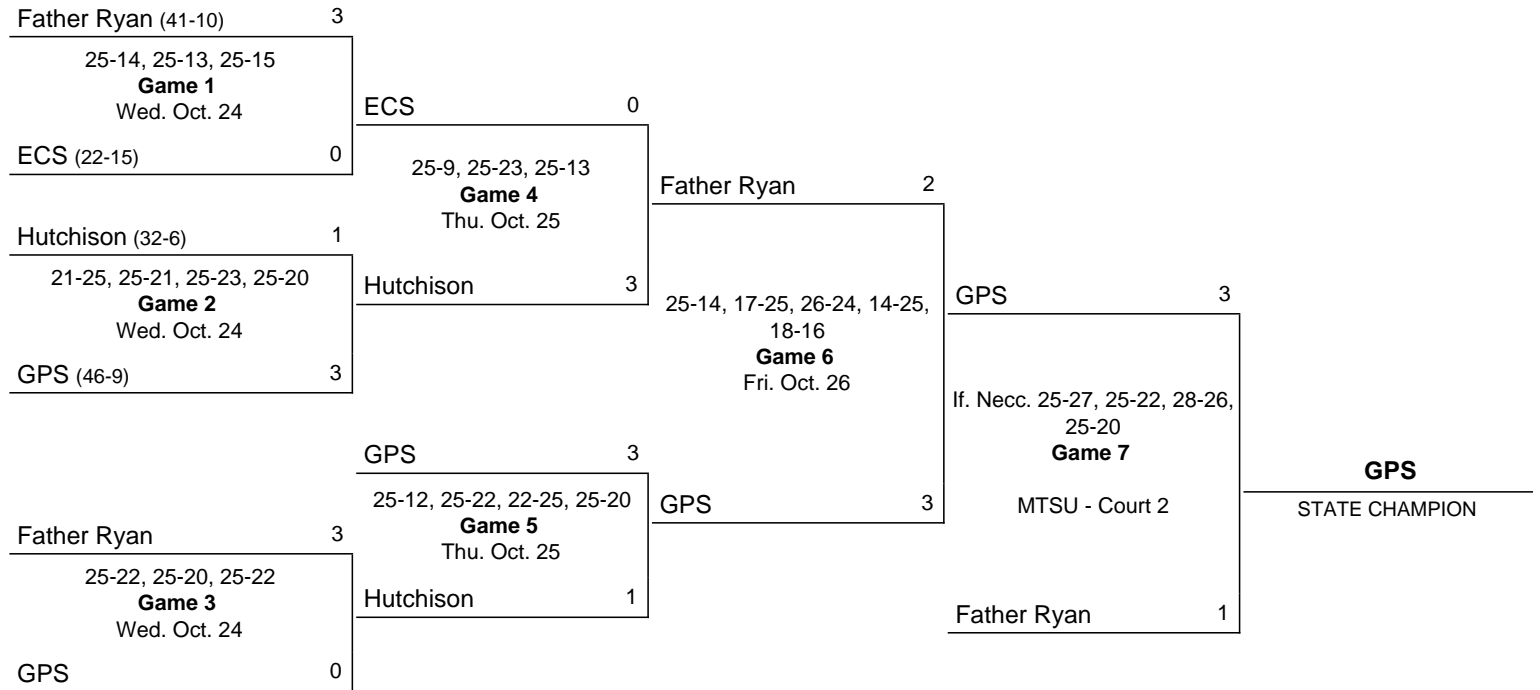 Father Ryan (41-10) 3
25-14, 25-13, 25-15
Game 1
Wed. Oct. 24
ECS (22-15) 0
Hutchison (32-6) 1
21-25, 25-21, 25-23, 25-20
Game 2
Wed. Oct. 24
GPS (46-9) 3
Father Ryan 3
25-22, 25-20, 25-22
Game 3
Wed. Oct. 24
GPS 0
ECS 0
25-9, 25-23, 25-13
Game 4
Thu. Oct. 25
Hutchison 3
GPS 3
25-12, 25-22, 22-25, 25-20
Game 5
Thu. Oct. 25
Hutchison 1
Father Ryan 2
25-14, 17-25, 26-24, 14-25,
18-16
Game 6
Fri. Oct. 26
GPS 3
GPS 3
If. Necc. 25-27, 25-22, 28-26,
25-20
Game 7
MTSU - Court 2
Father Ryan 1
GPS
STATE CHAMPION